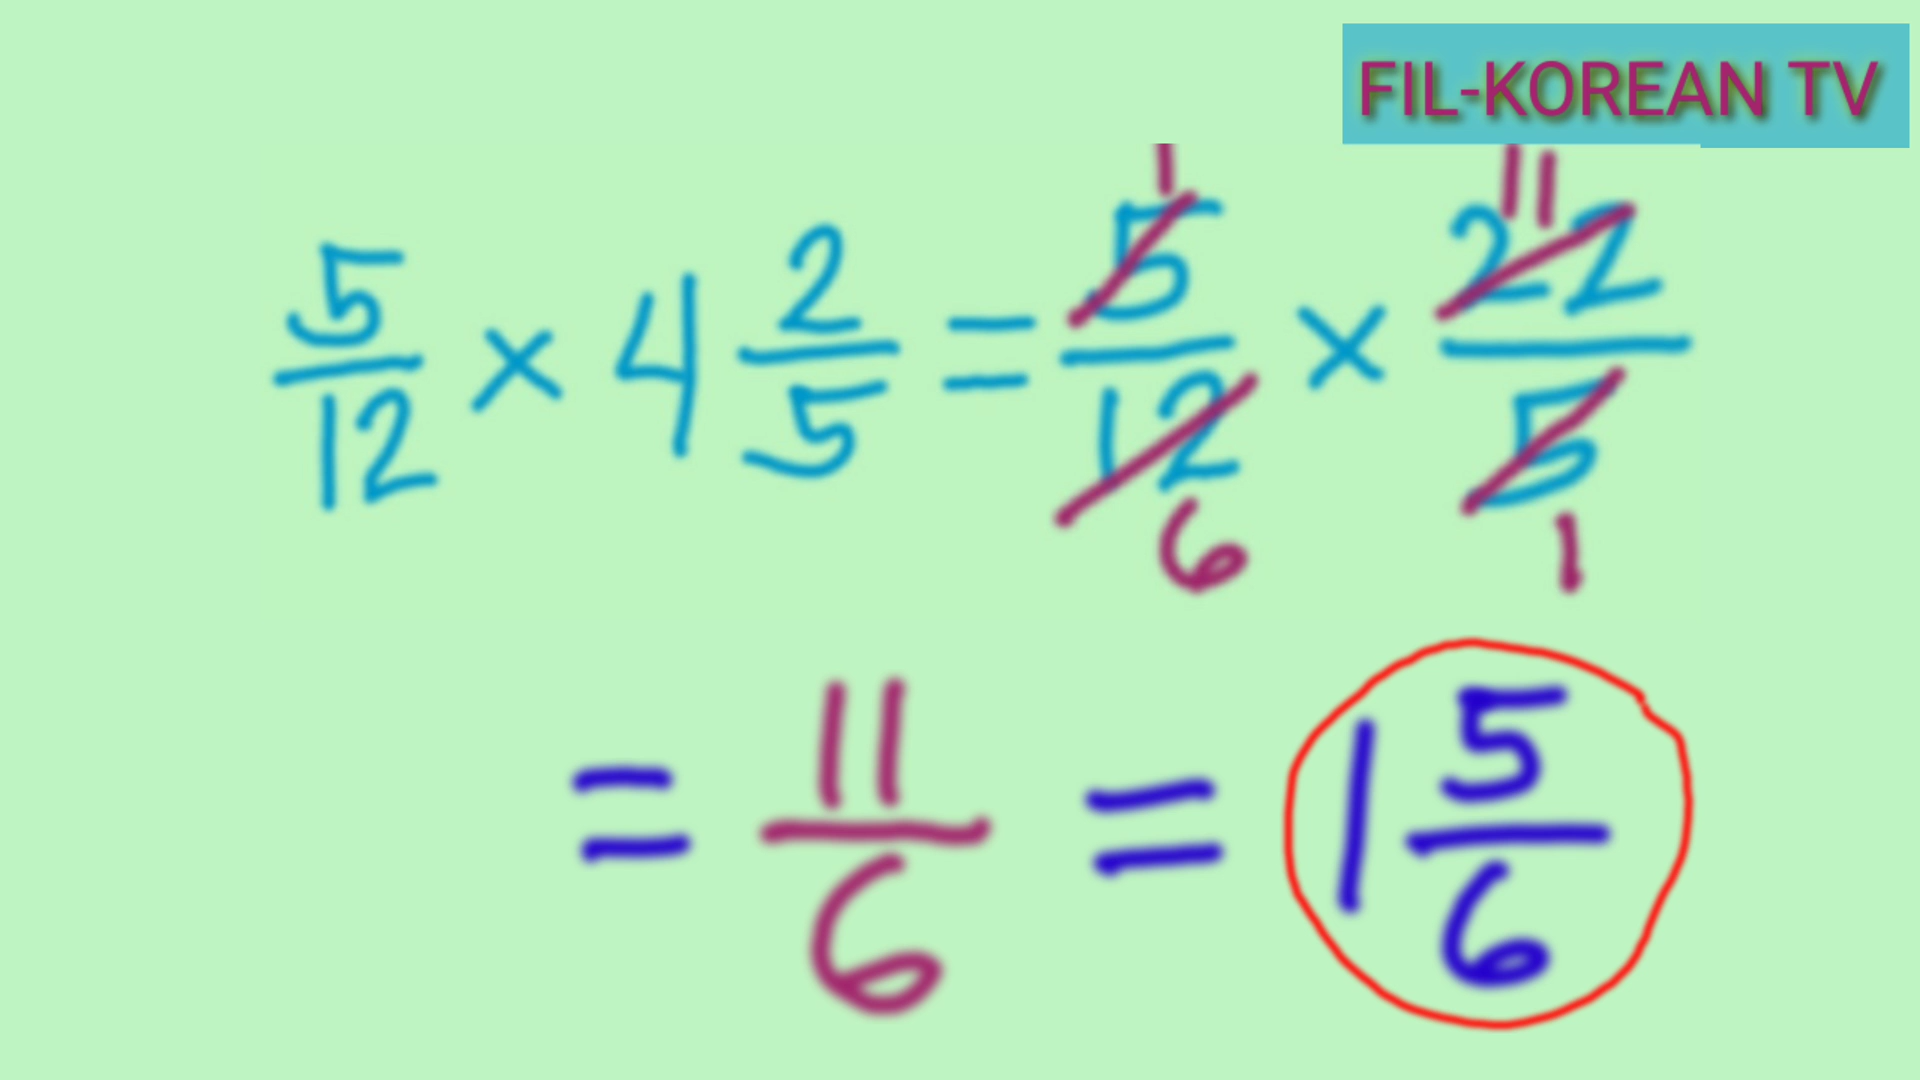 FIL-KOREAN TV
5/12 × 4 2/5 = 5/12 × 22/5
1 11
6 1
= 11/6 = 1 5/6